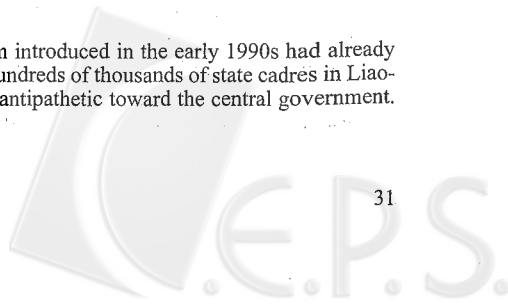 introduced in the early 1990s had already
of thousands of state cadres in Liao-
antipathetic toward the central government.
31
C.E.P.S.